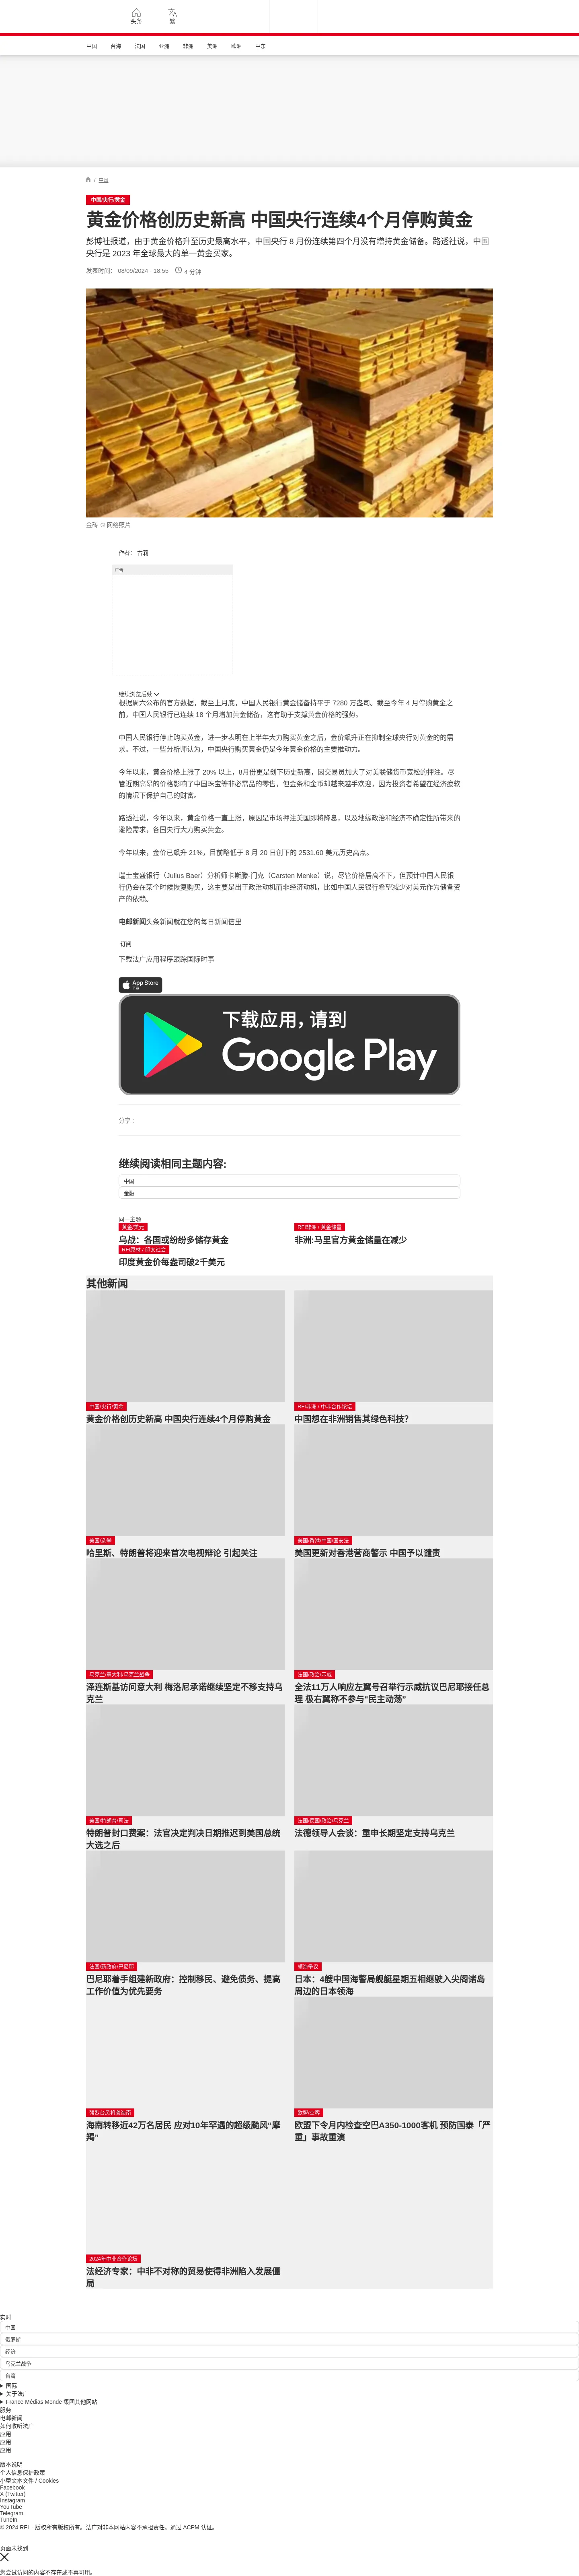 头条
繁
中国
台海
法国
亚洲
非洲
美洲
欧洲
中东
/ 中国
中国/央行/黄金
黄金价格创历史新高 中国央行连续4个月停购黄金
彭博社报道，由于黄金价格升至历史最高水平，中国央行 8 月份连续第四个月没有增持黄金储备。路透社说，中国
央行是 2023 年全球最大的单一黄金买家。
发表时间： 08/09/2024 - 18:55
4 分钟
金砖 © 网络照片
作者： 古莉
广告
继续浏览后续
根据周六公布的官方数据，截至上月底，中国人民银行黄金储备持平于 7280 万盎司。截至今年 4 月停购黄金之
前，中国人民银行已连续 18 个月增加黄金储备，这有助于支撑黄金价格的强势。
中国人民银行停止购买黄金，进一步表明在上半年大力购买黄金之后，金价飙升正在抑制全球央行对黄金的的需
求。不过，一些分析师认为，中国央行购买黄金仍是今年黄金价格的主要推动力。
今年以来，黄金价格上涨了 20% 以上，8月份更是创下历史新高，因交易员加大了对美联储货币宽松的押注。尽
管近期高昂的价格影响了中国珠宝等非必需品的零售，但金条和金币却越来越手欢迎，因为投资者希望在经济疲软
的情况下保护自己的财富。
路透社说，今年以来，黄金价格一直上涨，原因是市场押注美国即将降息，以及地缘政治和经济不确定性所带来的
避险需求，各国央行大力购买黄金。
今年以来，金价已飙升 21%，目前略低于 8 月 20 日创下的 2531.60 美元历史高点。
瑞士宝盛银行（Julius Baer）分析师卡斯滕-门克（Carsten Menke）说，尽管价格居高不下，但预计中国人民银
行仍会在某个时候恢复购买，这主要是出于政治动机而非经济动机，比如中国人民银行希望减少对美元作为储备资
产的依赖。
电邮新闻头条新闻就在您的每日新闻信里
订阅
下载法广应用程序跟踪国际时事
App Store
下载
下载应用，请到
Google Play
分享 :
继续阅读相同主题内容:
中国
金融
同一主题
黄金/美元
乌战：各国或纷纷多储存黄金
RFI非洲 / 黄金储量
非洲:马里官方黄金储量在减少
RFI原材 / 印太社会
印度黄金价每盎司破2千美元
其他新闻
中国/央行/黄金
黄金价格创历史新高 中国央行连续4个月停购黄金
RFI非洲 / 中非合作论坛
中国想在非洲销售其绿色科技?
美国/选举
哈里斯、特朗普将迎来首次电视辩论 引起关注
美国/香港/中国/国安法
美国更新对香港营商警示 中国予以谴责
乌克兰/意大利/乌克兰战争
泽连斯基访问意大利 梅洛尼承诺继续坚定不移支持乌
克兰
法国/政治/示威
全法11万人响应左翼号召举行示威抗议巴尼耶接任总
理 极右翼称不参与"民主动荡"
美国/特朗普/司法
特朗普封口费案：法官决定判决日期推迟到美国总统
大选之后
法国/德国/政治/乌克兰
法德领导人会谈：重申长期坚定支持乌克兰
法国/新政府/巴尼耶
巴尼耶着手组建新政府：控制移民、避免债务、提高
工作价值为优先要务
领海争议
日本：4艘中国海警局舰艇星期五相继驶入尖阁诸岛
周边的日本领海
强烈台风将袭海南
海南转移近42万名居民 应对10年罕遇的超级颱风“摩
羯”
欧盟/空客
欧盟下令月内检查空巴A350-1000客机 预防国泰「严
重」事故重演
2024年中非合作论坛
法经济专家：中非不对称的贸易使得非洲陷入发展僵
局
实时
中国
俄罗斯
经济
乌克兰战争
台湾
国际
关于法广
France Médias Monde 集团其他网站
服务
电邮新闻
如何收听法广
应用
应用
应用
版本说明
个人信息保护政策
小型文本文件 / Cookies
Facebook
X (Twitter)
Instagram
YouTube
Telegram
TuneIn
© 2024 RFI – 版权所有版权所有。法广对非本网站内容不承担责任。通过 ACPM 认证。
页面未找到
您尝试访问的内容不存在或不再可用。